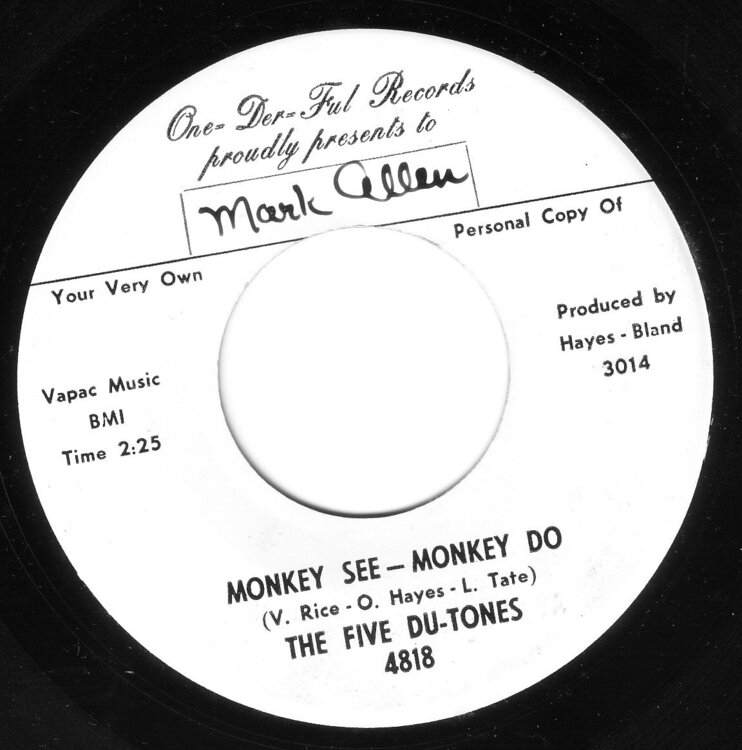 One-Der-Ful Records
proudly presents to
Mark Allen
Your Very Own
Personal Copy Of
Vapac Music
BMI
Time 2:25
Produced by
Hayes - Bland
3014
MONKEY SEE — MONKEY DO
(V. Rice - O. Hayes - L. Tate)
THE FIVE DU-TONES
4818